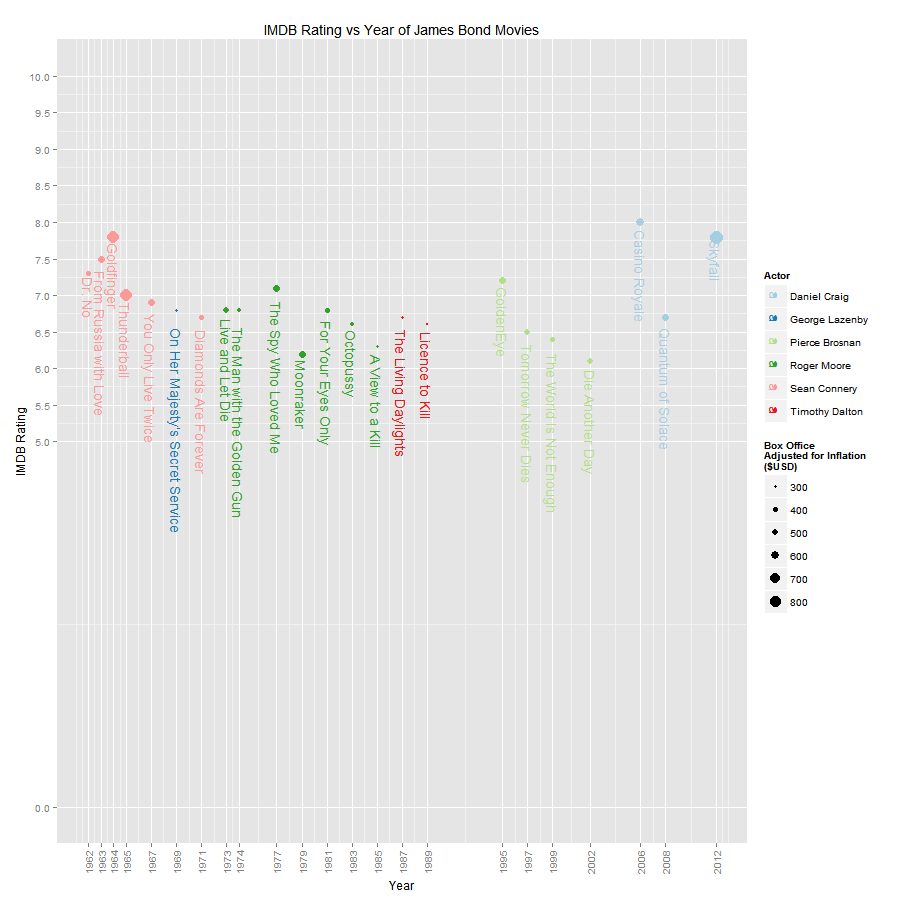 IMDB Rating vs Year of James Bond Movies
IMDB Rating
10.0
9.5
9.0
8.5
8.0
7.5
7.0
6.5
6.0
5.5
5.0
0.0
Dr. No
From Russia with Love
Goldfinger
Thunderball
You Only Live Twice
On Her Majesty's Secret Service
Diamonds Are Forever
Live and Let Die
The Man with the Golden Gun
The Spy Who Loved Me
Moonraker
For Your Eyes Only
Octopussy
A View to a Kill
The Living Daylights
Licence to Kill
GoldenEye
Tomorrow Never Dies
The World Is Not Enough
Die Another Day
Casino Royale
Quantum of Solace
Skyfall
1962
1963
1964
1965
1967
1969
1971
1973
1974
1977
1979
1981
1983
1985
1987
1989
1995
1997
1999
2002
2006
2008
2012
Year
Actor
Daniel Craig
George Lazenby
Pierce Brosnan
Roger Moore
Sean Connery
Timothy Dalton
Box Office
Adjusted for Inflation
($USD)
300
400
500
600
700
800